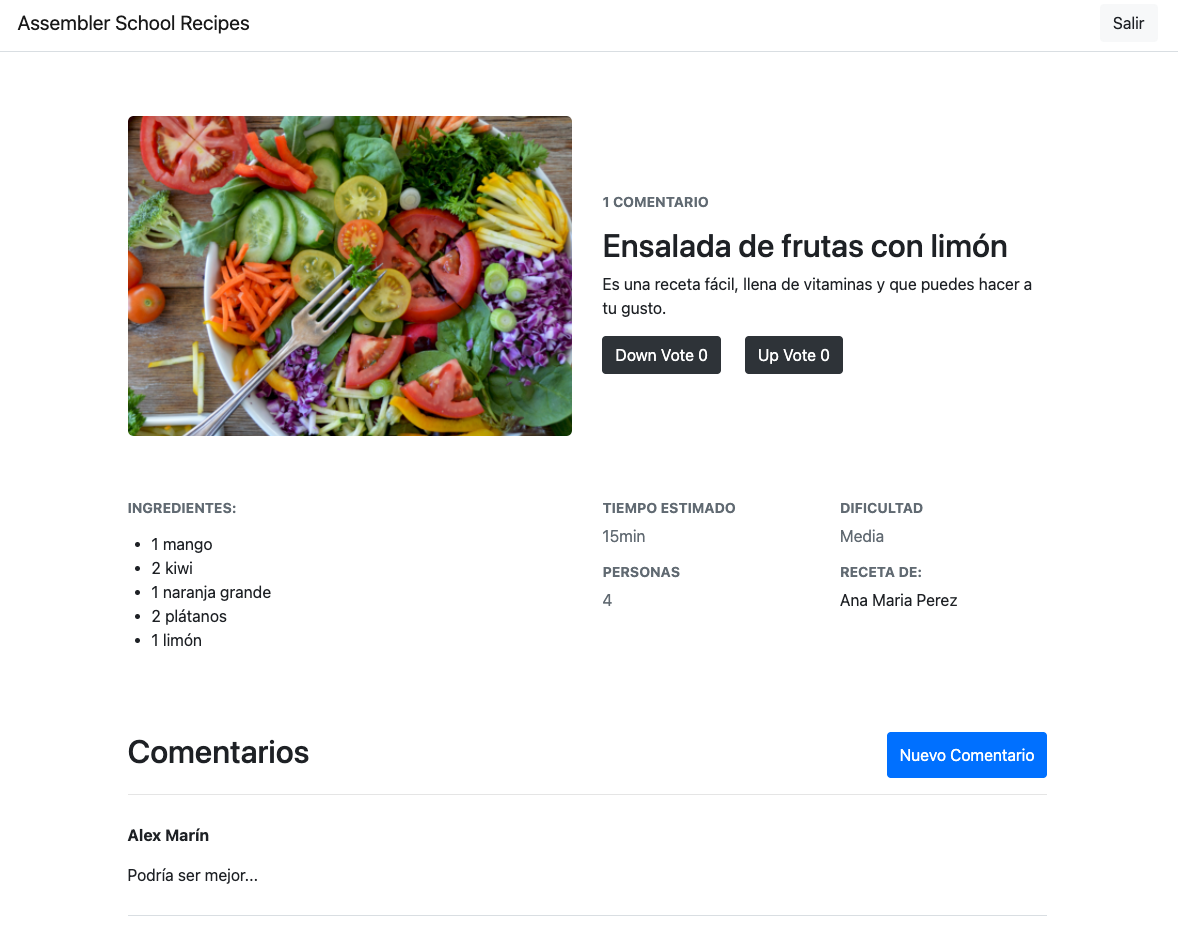 Assembler School Recipes
Salir
1 COMENTARIO
Ensalada de frutas con limón
Es una receta fácil, llena de vitaminas y que puedes hacer a
tu gusto.
Down Vote 0
Up Vote 0
INGREDIENTES:
• 1 mango
• 2 kiwi
• 1 naranja grande
• 2 plátanos
• 1 limón
TIEMPO ESTIMADO
15min
DIFICULTAD
Media
PERSONAS
4
RECETA DE:
Ana Maria Perez
Comentarios
Nuevo Comentario
Alex Marín
Podría ser mejor...